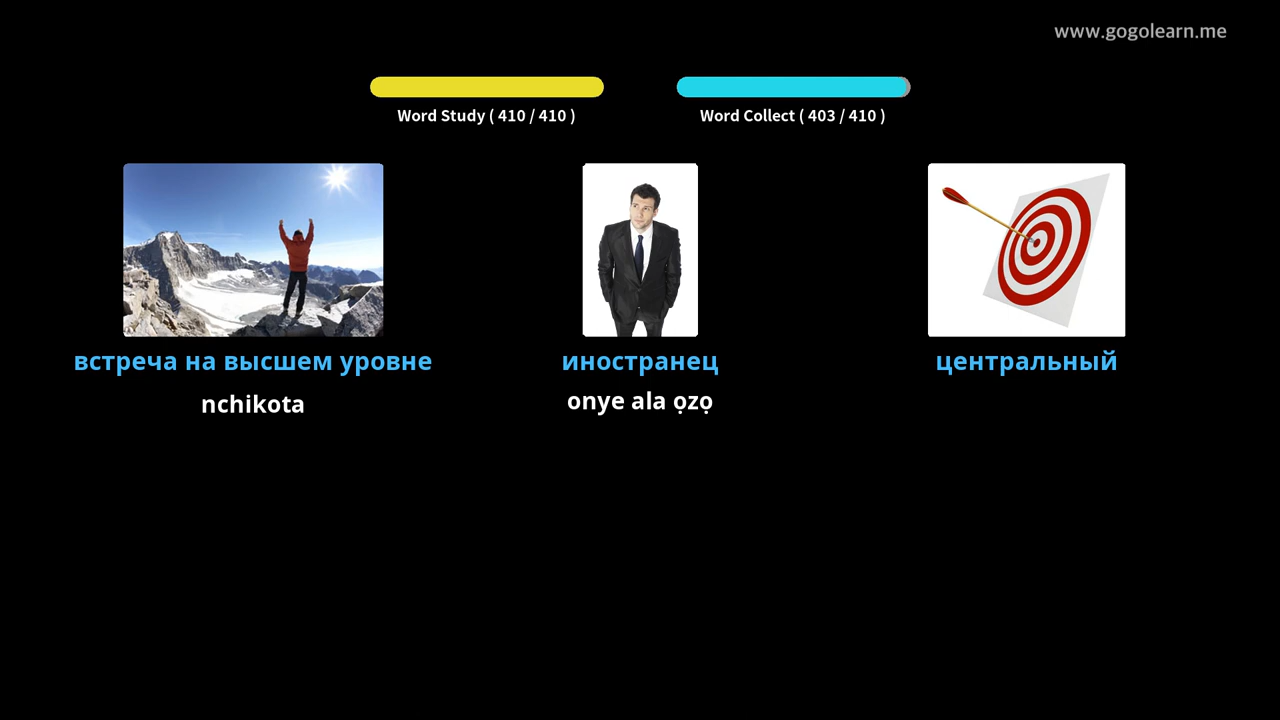 www.gogolearn.me
Word Study ( 410 / 410 )
Word Collect ( 403 / 410 )
встреча на высшем уровне
иностранец
центральный
nchikota
onye ala ọzọ